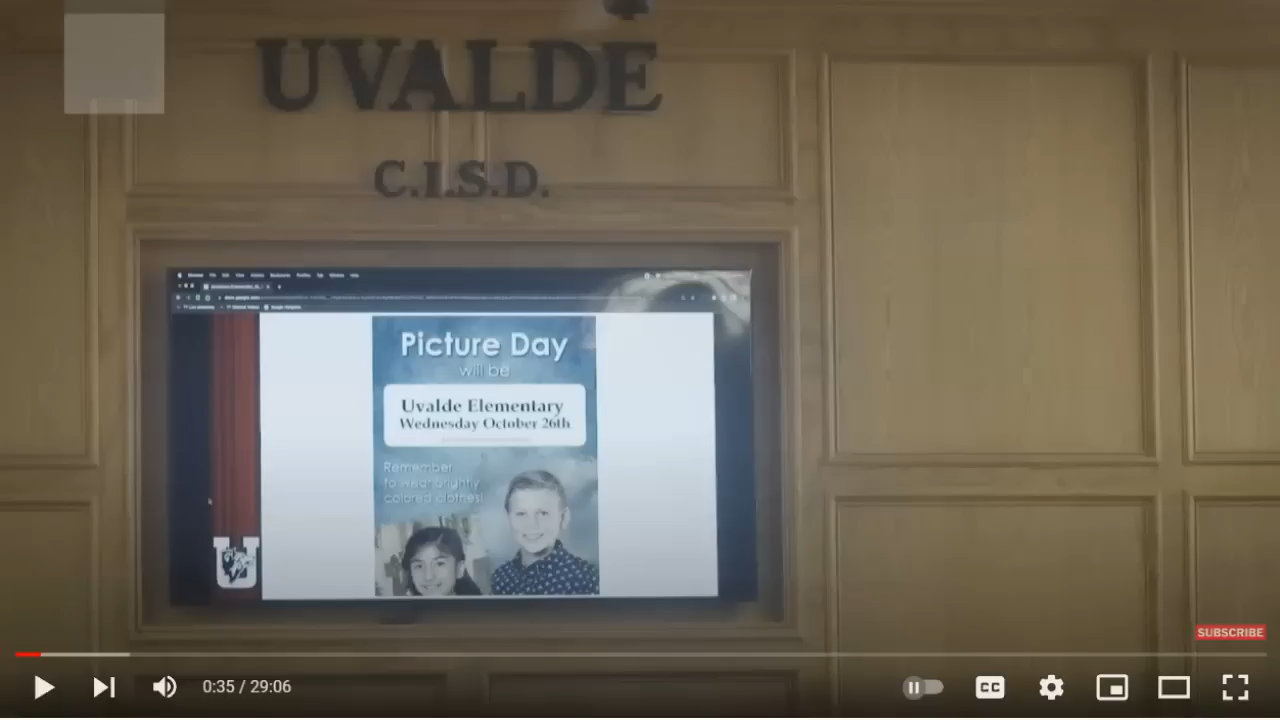 UVALDE
C.I.S.D.
Picture Day
will be
Uvalde Elementary
Wednesday October 26th
Remember
to wear brightly
colored clothes!
U
SUBSCRIBE
0:35 / 29:06
CC